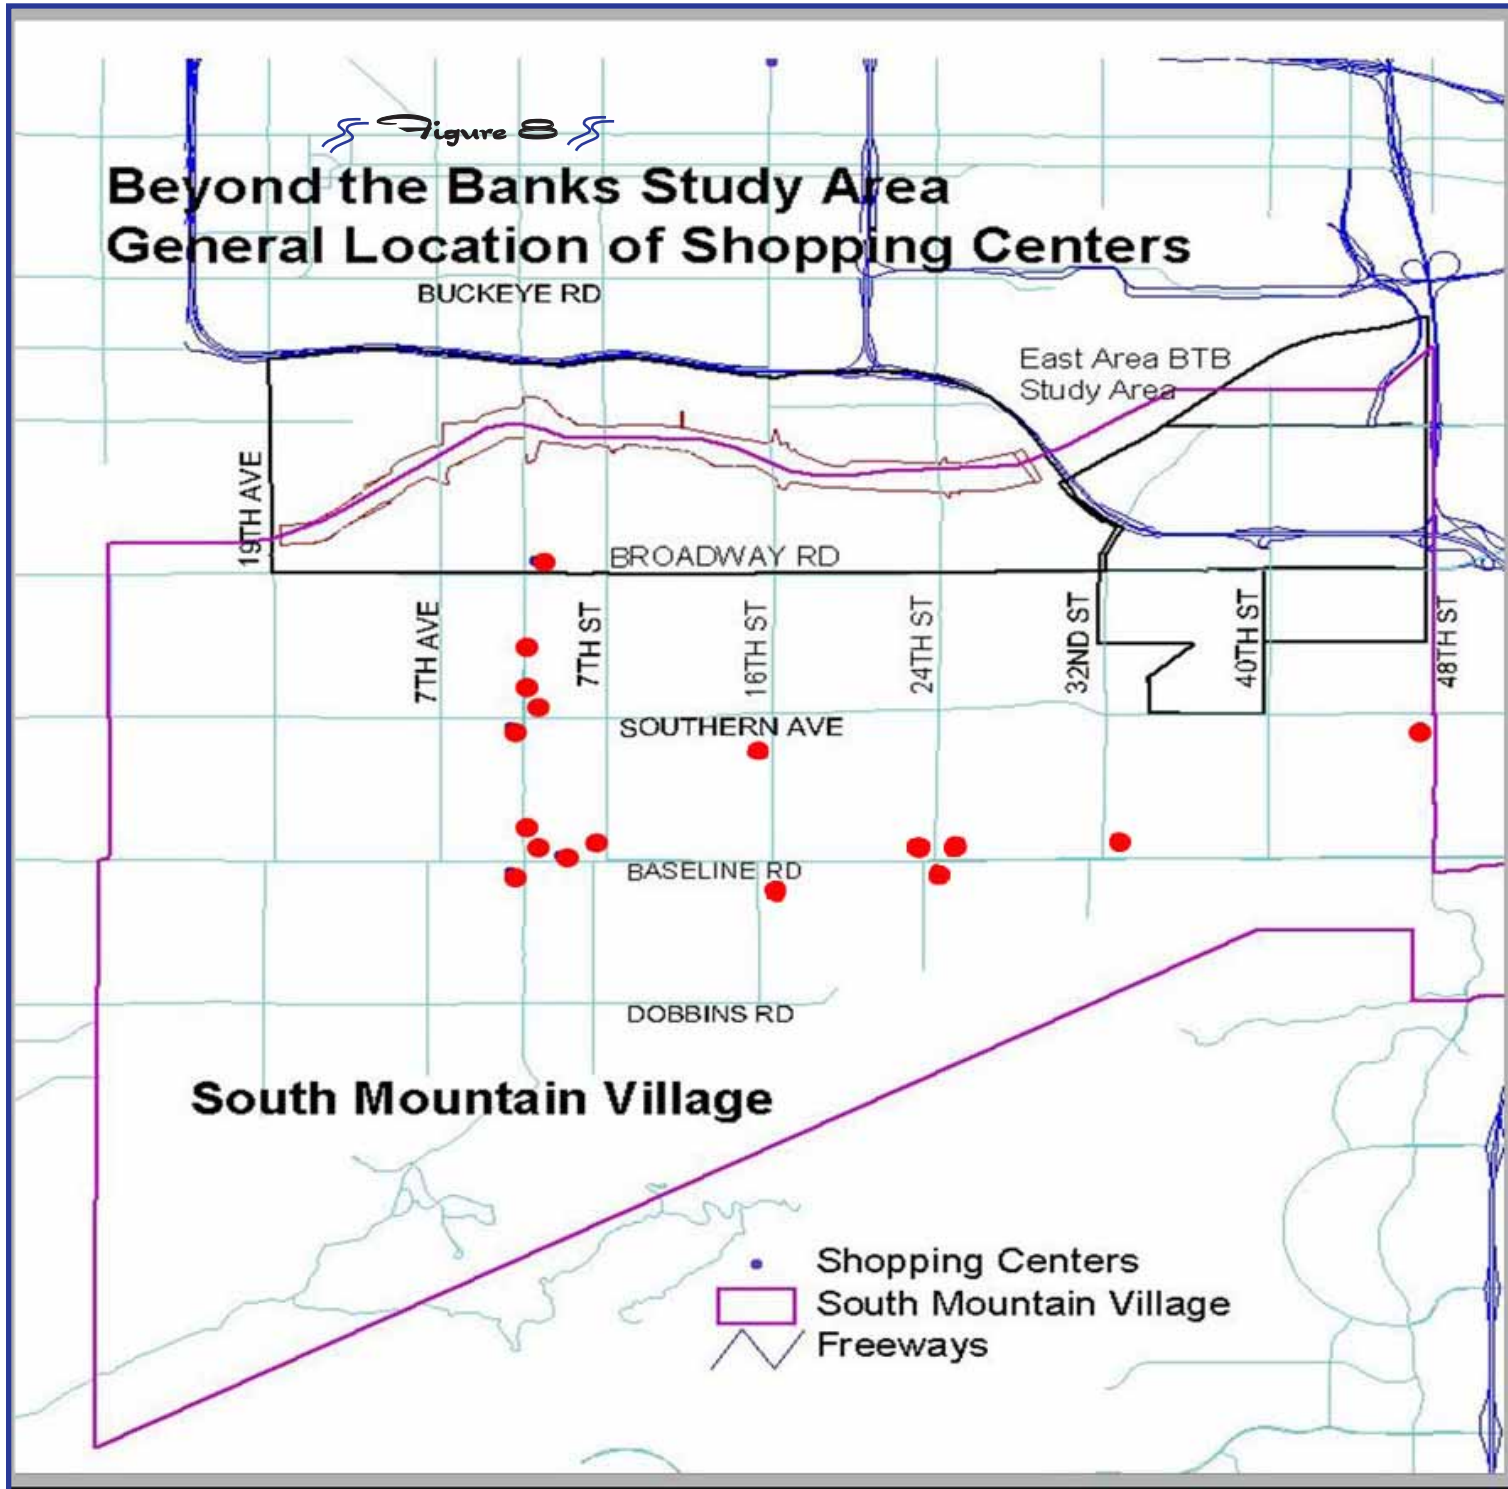 Figure 8
Beyond the Banks Study Area
General Location of Shopping Centers
BUCKEYE RD
East Area BTB
Study Area
19TH AVE
BROADWAY RD
7TH AVE
7TH ST
16TH ST
24TH ST
32ND ST
40TH ST
48TH ST
SOUTHERN AVE
BASELINE RD
DOBBINS RD
South Mountain Village
Shopping Centers
South Mountain Village
Freeways